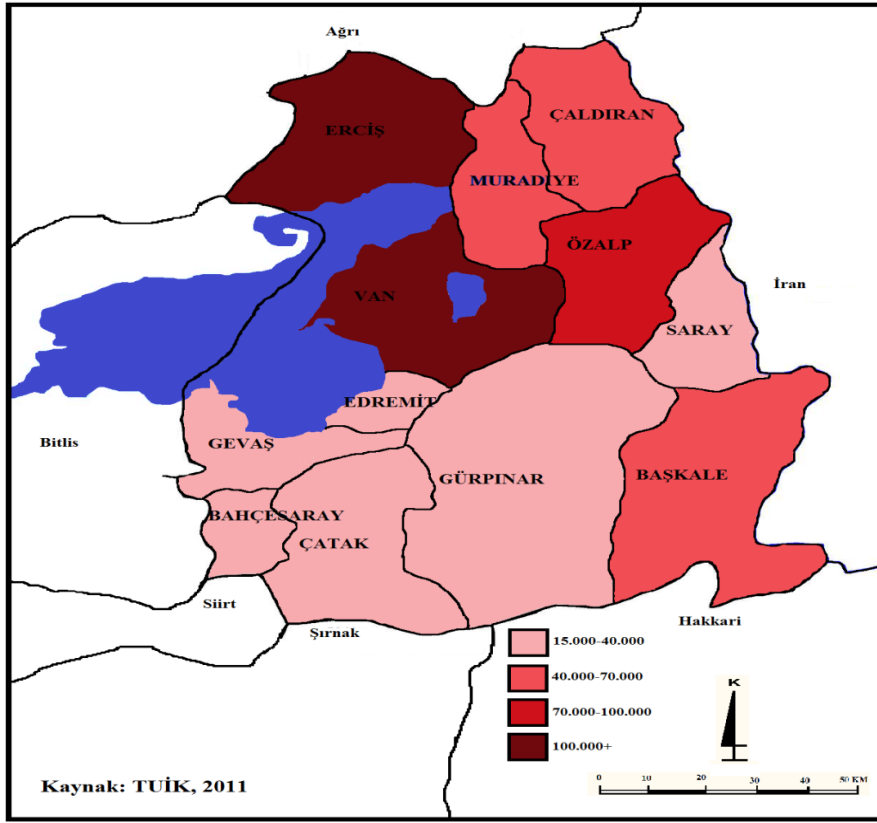 Ağrı
ERCİŞ
ÇALDIRAN
MURADİYE
ÖZALP
İran
VAN
SARAY
EDREMİT
Bitlis
GEVAŞ
GÜRPINAR
BAŞKALE
BAHÇESARAY
ÇATAK
Siirt
Şırnak
Hakkari
15.000-40.000
40.000-70.000
70.000-100.000
100.000+
K
Kaynak: TUİK, 2011
0 10 20 30 40 50 KM